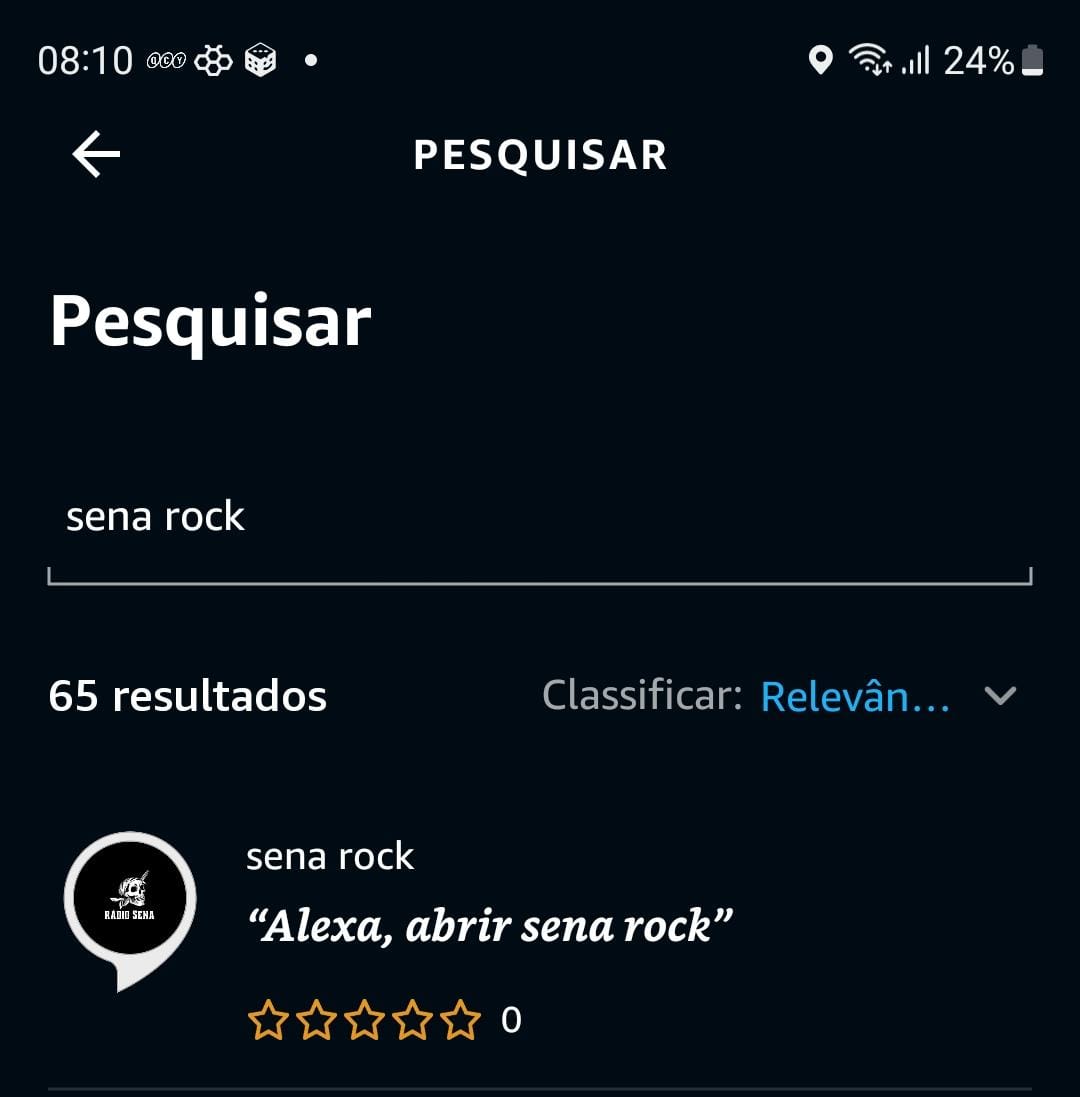 08:10 24%
PESQUISAR
Pesquisar
sena rock
65 resultados Classificar: Relevân...
sena rock
“Alexa, abrir sena rock”
RÁDIO SENA
0